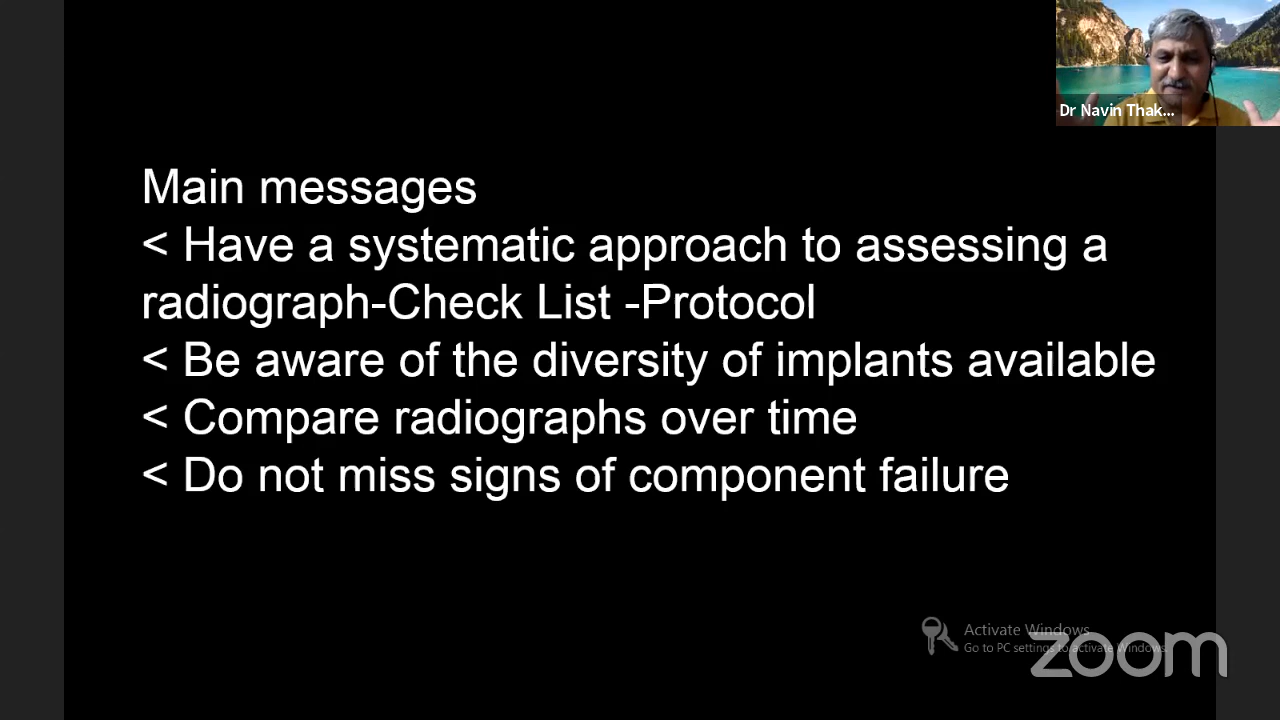 Dr Navin Thak...
Main messages
< Have a systematic approach to assessing a
radiograph-Check List -Protocol
< Be aware of the diversity of implants available
< Compare radiographs over time
< Do not miss signs of component failure
Activate Windows
Go to PC settings to activate Windows.
zoom